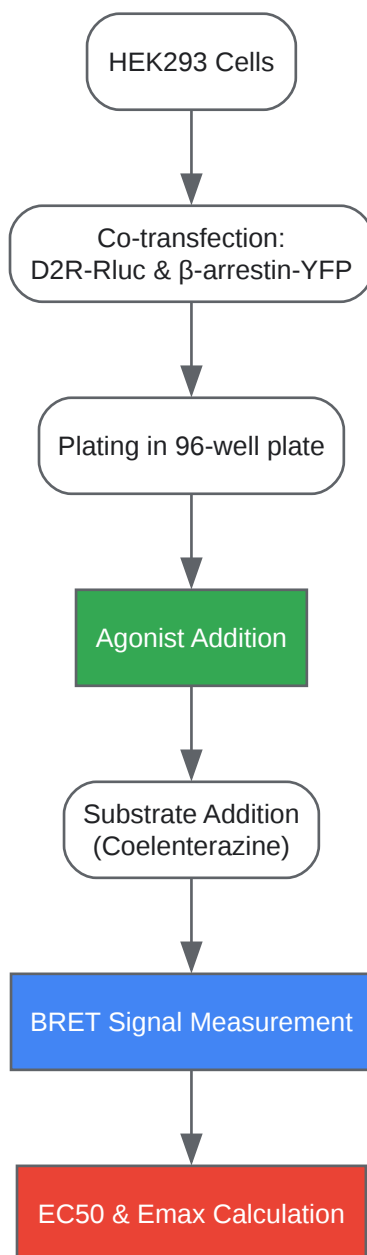 HEK293 Cells
Co-transfection:
D2R-Rluc & β-arrestin-YFP
Plating in 96-well plate
Agonist Addition
Substrate Addition
(Coelenterazine)
BRET Signal Measurement
EC50 & Emax Calculation